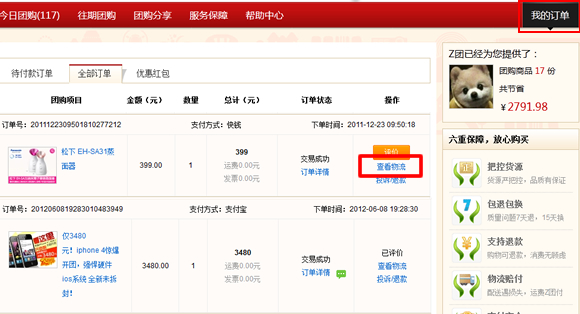 今日团购(117) 往期团购 团购分享 服务保障 帮助中心 我的订单
待付款订单 全部订单 优惠红包
团购项目 金额（元） 数量 总计（元） 订单状态 操作
订单号：2011122309501810277212 支付方式：快钱 下单时间：2011-12-23 09:50:18
松下 EH-SA31蒸
面器
399.00
1
399
运费0.00元
发票0.00元
交易成功
订单详情
评价
查看物流
投诉/退款
订单号：2012060819283010483949 支付方式：支付宝 下单时间：2012-06-08 19:28:30
仅3480
元！iphone 4惊爆
开团，强悍硬件
ios系统 全新未拆
封！
3480.00
1
3480
运费0.00元
发票0.00元
交易成功
订单详情
已评价
查看物流
投诉/退款
Z团已经为您提供了：
团购商品 17 份
共节省
￥2791.98
六重保障，放心购买
把控货源
货源严把控，品质有保证
包退包换
质量问题7天退，15天换
支持退款
购物可退款，消费无顾虑
物流赔付
配送遇损失，运费Z团付